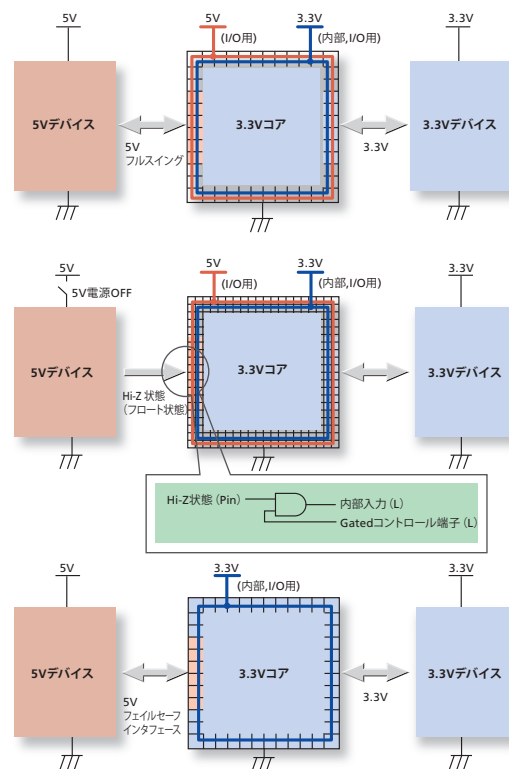 5V
5V
3.3V
3.3V
(I/O用)
(内部,I/O用)
5Vデバイス
3.3Vコア
3.3Vデバイス
5V
フルスイング
3.3V
5V
5V
3.3V
3.3V
5V電源OFF
(I/O用)
(内部,I/O用)
5Vデバイス
3.3Vコア
3.3Vデバイス
Hi-Z 状態
(フロート状態)
Hi-Z状態 (Pin)
内部入力 (L)
Gatedコントロール端子 (L)
5V
3.3V
3.3V
(内部,I/O用)
5Vデバイス
3.3Vコア
3.3Vデバイス
5V
フェイルセーフ
インタフェース
3.3V